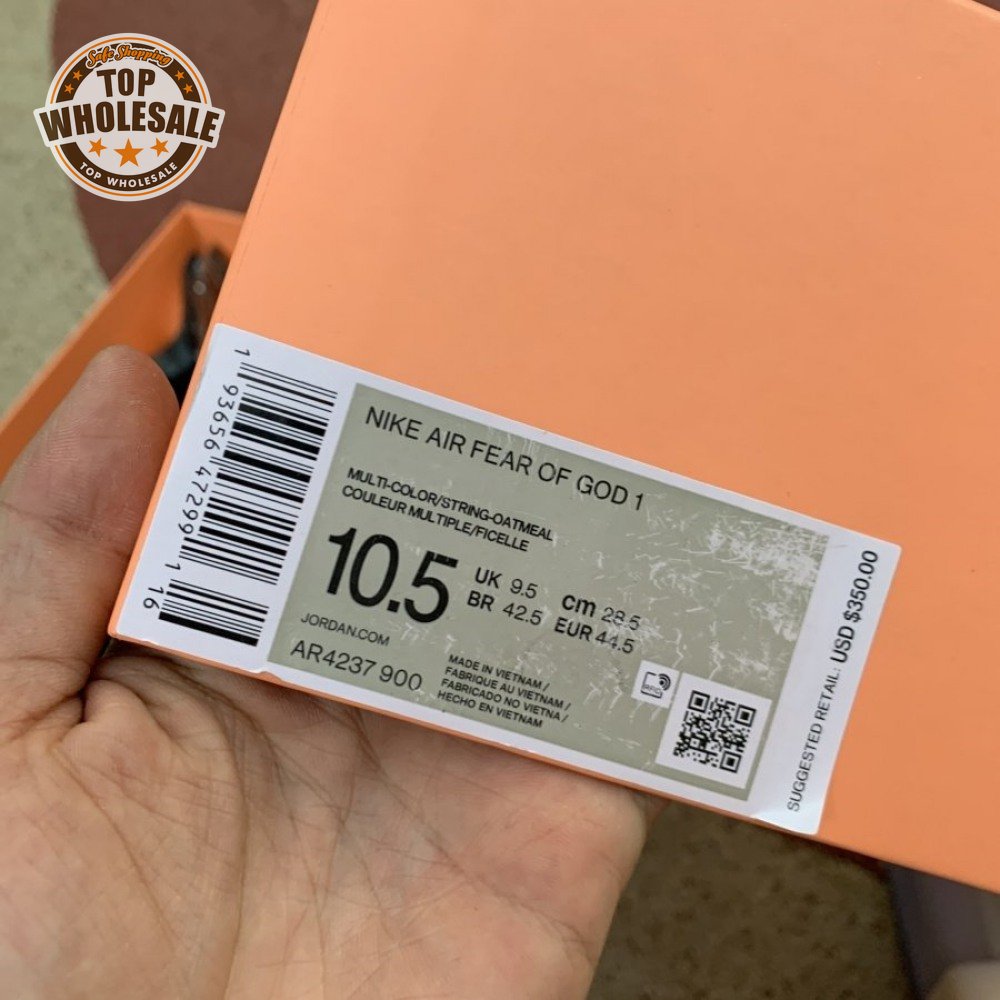 Safe Shopping
TOP
WHOLESALE
TOP WHOLESALE
1 93656 47299 1
16
NIKE AIR FEAR OF GOD 1
MULTI-COLOR/STRING-OATMEAL
COULEUR MULTIPLE/FICELLE
10.5
UK 9.5 cm 28.5
BR 42.5 EUR 44.5
JORDAN.COM
AR4237 900
MADE IN VIETNAM /
FABRIQUE AU VIETNAM /
FABRICADO NO VIETNA /
HECHO EN VIETNAM
RFID
SUGGESTED RETAIL: USD $350.00